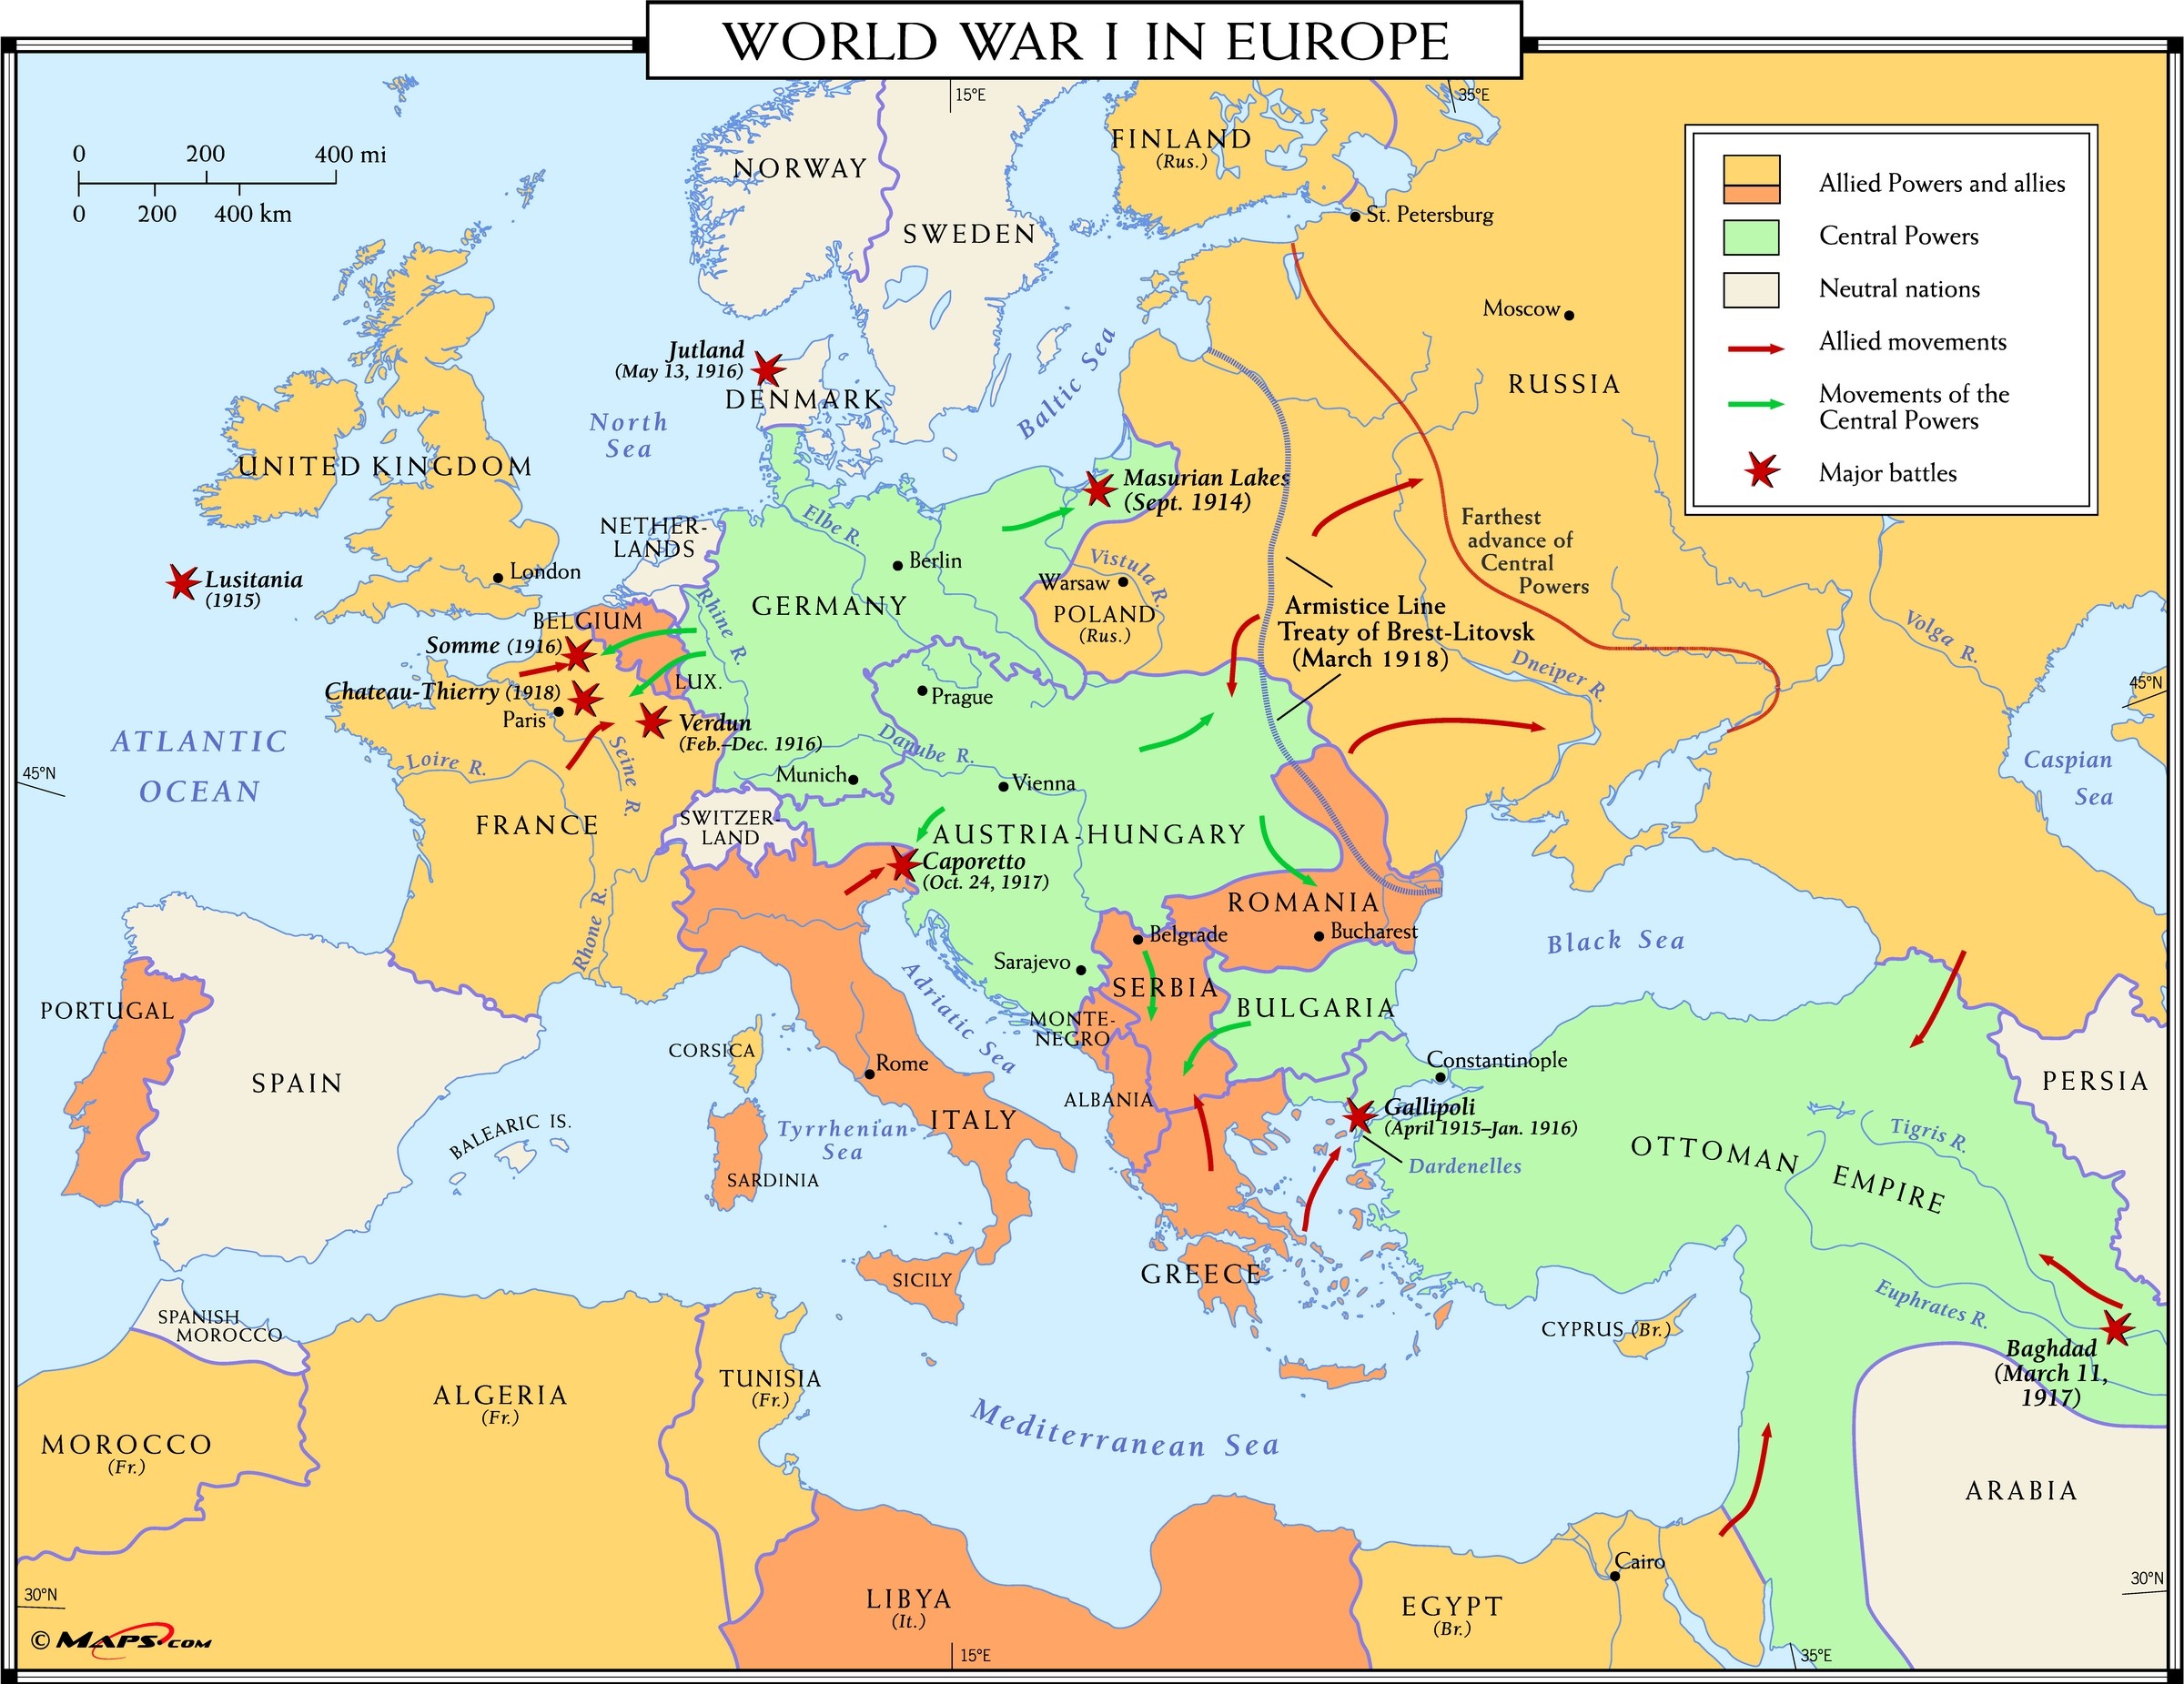 WORLD WAR I IN EUROPE
15°E
35°E
0 200 400 mi
0 200 400 km
NORWAY
SWEDEN
FINLAND
(Rus.)
St. Petersburg
Moscow
RUSSIA
Allied Powers and allies
Central Powers
Neutral nations
Allied movements
Movements of the
Central Powers
Major battles
Jutland
(May 13, 1916)
DENMARK
North
Sea
Baltic Sea
UNITED KINGDOM
London
Lusitania
(1915)
NETHER-
LANDS
Elbe R.
Berlin
GERMANY
Rhine R.
Masurian Lakes
(Sept. 1914)
Vistula R.
Warsaw
POLAND
(Rus.)
Farthest
advance of
Central
Powers
Armistice Line
Treaty of Brest-Litovsk
(March 1918)
Dneiper R.
Volga R.
45°N
Caspian
Sea
BELGIUM
Somme (1916)
Chateau-Thierry (1918)
LUX.
Paris
Verdun
(Feb.–Dec. 1916)
Prague
Danube R.
Munich
Vienna
ATLANTIC
OCEAN
45°N
Loire R.
Seine R.
FRANCE
SWITZER-
LAND
AUSTRIA-HUNGARY
Caporetto
(Oct. 24, 1917)
Rhone R.
ROMANIA
Bucharest
Belgrade
Sarajevo
SERBIA
BULGARIA
Black Sea
MONTE-
NEGRO
Adriatic Sea
PORTUGAL
SPAIN
BALEARIC IS.
CORSICA
Rome
ITALY
Tyrrhenian
Sea
SARDINIA
SICILY
ALBANIA
GREECE
Constantinople
Gallipoli
(April 1915–Jan. 1916)
Dardenelles
OTTOMAN EMPIRE
Tigris R.
Euphrates R.
PERSIA
Baghdad
(March 11,
1917)
CYPRUS (Br.)
SPANISH
MOROCCO
MOROCCO
(Fr.)
ALGERIA
(Fr.)
TUNISIA
(Fr.)
Mediterranean Sea
LIBYA
(It.)
EGYPT
(Br.)
Cairo
ARABIA
30°N
30°N
© MAPS.COM
15°E
35°E